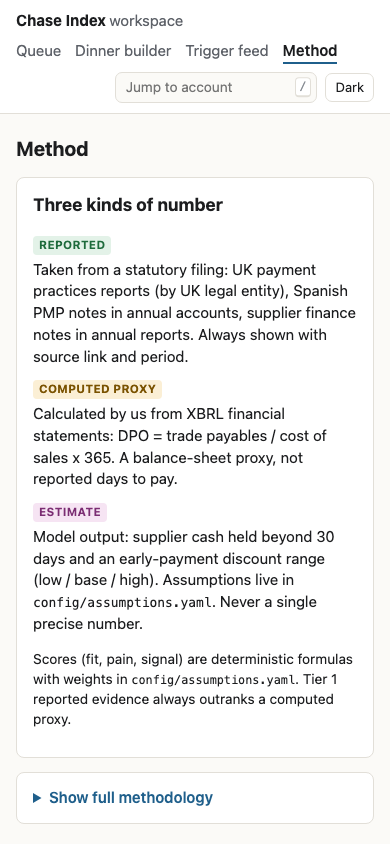 Chase Index workspace
Queue Dinner builder Trigger feed Method
Jump to account / Dark
Method
Three kinds of number
REPORTED
Taken from a statutory filing: UK payment
practices reports (by UK legal entity), Spanish
PMP notes in annual accounts, supplier finance
notes in annual reports. Always shown with
source link and period.
COMPUTED PROXY
Calculated by us from XBRL financial
statements: DPO = trade payables / cost of
sales x 365. A balance-sheet proxy, not
reported days to pay.
ESTIMATE
Model output: supplier cash held beyond 30
days and an early-payment discount range
(low / base / high). Assumptions live in
config/assumptions.yaml. Never a single
precise number.
Scores (fit, pain, signal) are deterministic formulas
with weights in config/assumptions.yaml. Tier 1
reported evidence always outranks a computed
proxy.
Show full methodology